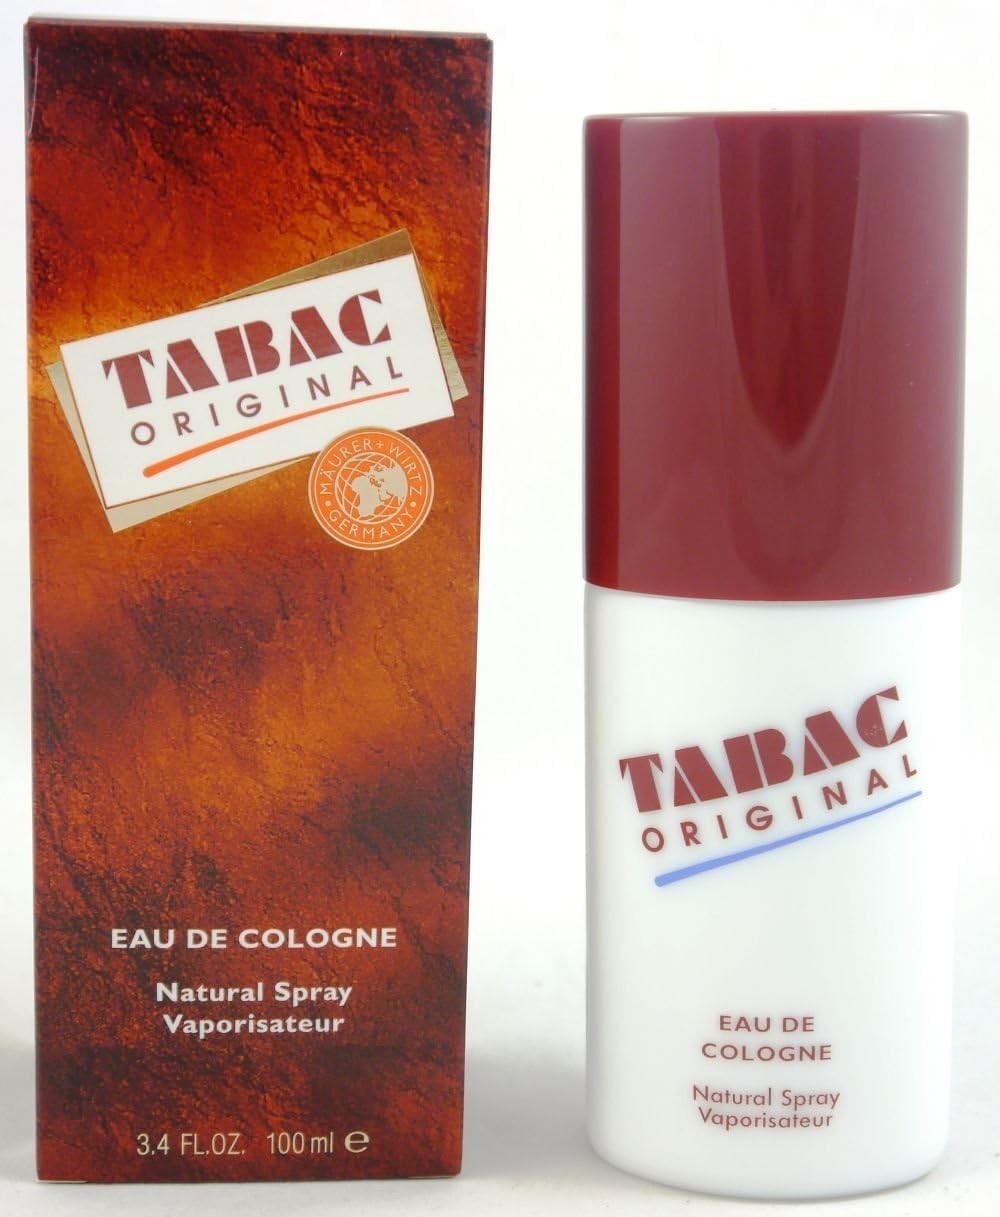 TABAC
ORIGINAL
MÄURER + WIRTZ
GERMANY
EAU DE COLOGNE
Natural Spray
Vaporisateur
3.4 FL.OZ. 100 ml ℮
TABAC
ORIGINAL
EAU DE
COLOGNE
Natural Spray
Vaporisateur